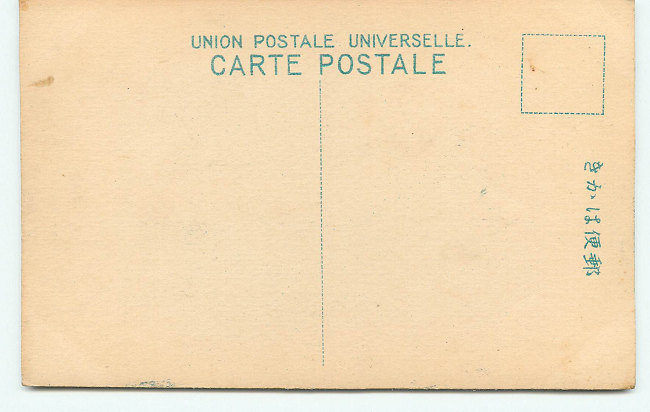 UNION POSTALE UNIVERSELLE.
CARTE POSTALE
郵便はかき